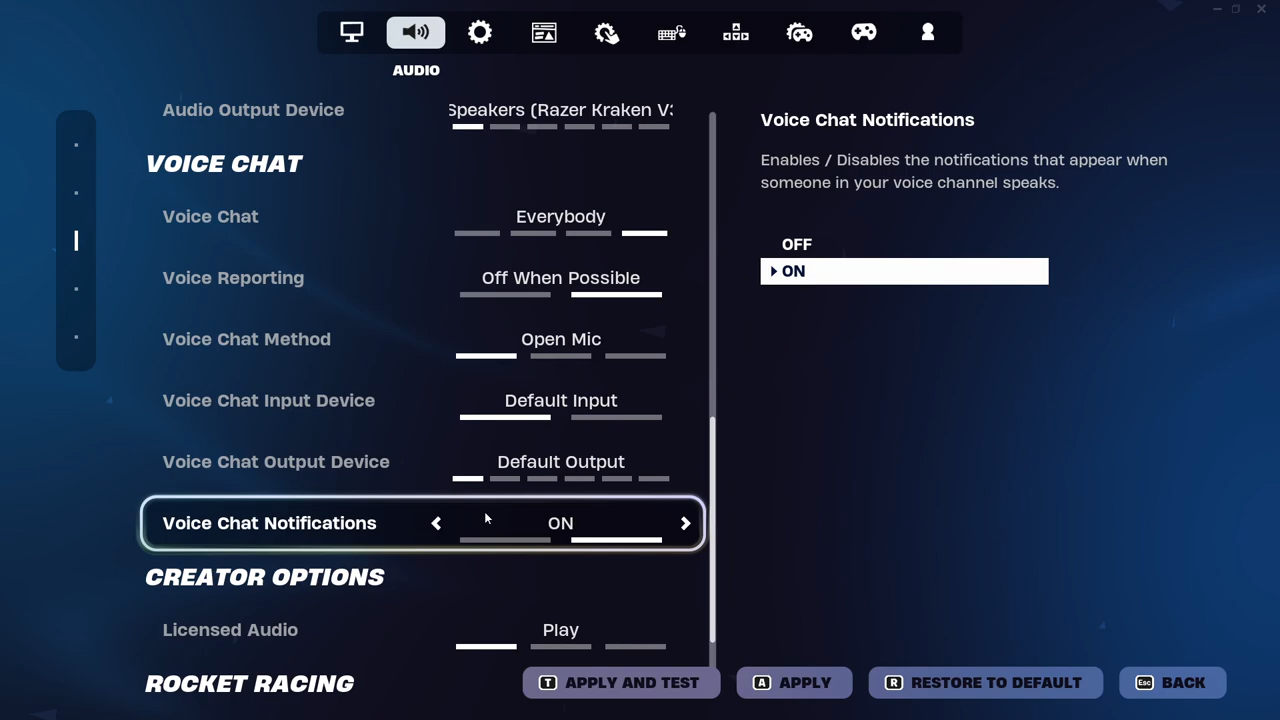 AUDIO
Audio Output Device
Speakers (Razer Kraken V3
VOICE CHAT
Voice Chat
Everybody
Voice Reporting
Off When Possible
Voice Chat Method
Open Mic
Voice Chat Input Device
Default Input
Voice Chat Output Device
Default Output
Voice Chat Notifications
ON
CREATOR OPTIONS
Licensed Audio
Play
ROCKET RACING
Voice Chat Notifications
Enables / Disables the notifications that appear when
someone in your voice channel speaks.
OFF
ON
T APPLY AND TEST
A APPLY
R RESTORE TO DEFAULT
Esc BACK